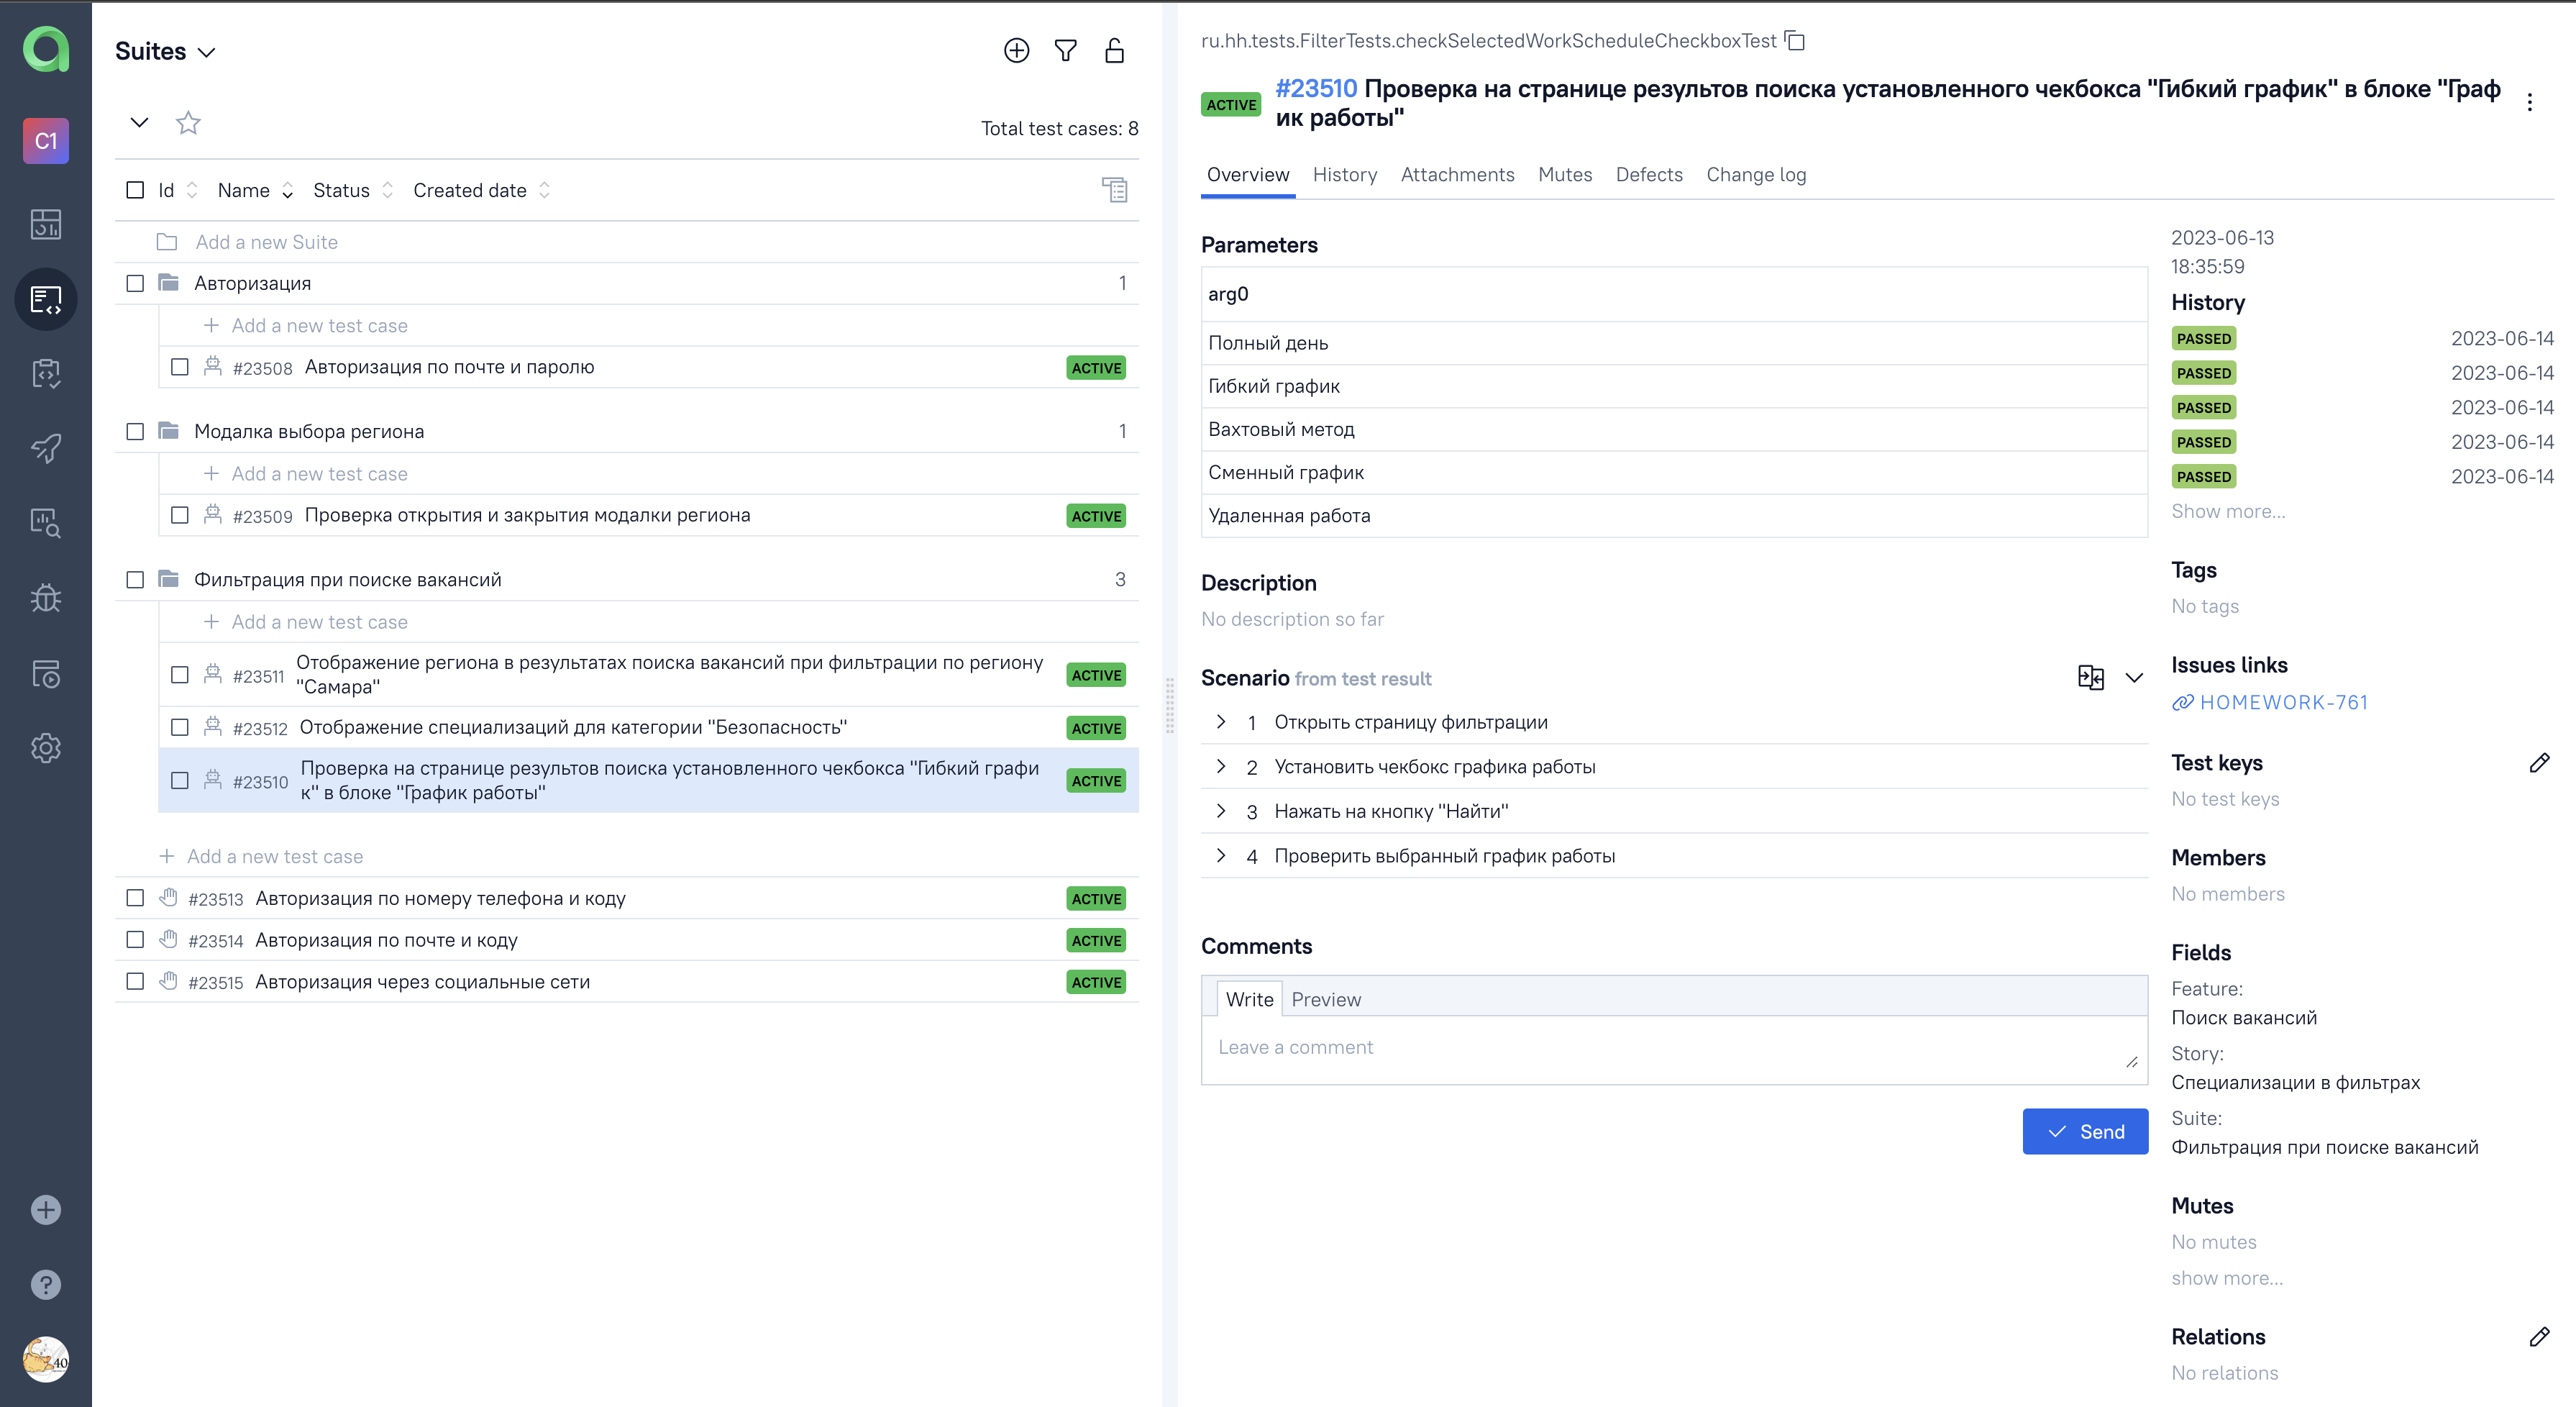 C1
Suites
Total test cases: 8
Id Name Status Created date
Add a new Suite
Авторизация 1
Add a new test case
#23508 Авторизация по почте и паролю ACTIVE
Модалка выбора региона 1
Add a new test case
#23509 Проверка открытия и закрытия модалки региона ACTIVE
Фильтрация при поиске вакансий 3
Add a new test case
#23511 Отображение региона в результатах поиска вакансий при фильтрации по региону
"Самара" ACTIVE
#23512 Отображение специализаций для категории "Безопасность" ACTIVE
#23510 Проверка на странице результов поиска установленного чекбокса "Гибкий графи
к" в блоке "График работы" ACTIVE
Add a new test case
#23513 Авторизация по номеру телефона и коду ACTIVE
#23514 Авторизация по почте и коду ACTIVE
#23515 Авторизация через социальные сети ACTIVE
40
ru.hh.tests.FilterTests.checkSelectedWorkScheduleCheckboxTest
ACTIVE #23510 Проверка на странице результов поиска установленного чекбокса "Гибкий график" в блоке "Граф
ик работы"
Overview History Attachments Mutes Defects Change log
Parameters
arg0
Полный день
Гибкий график
Вахтовый метод
Сменный график
Удаленная работа
Description
No description so far
Scenario from test result
1 Открыть страницу фильтрации
2 Установить чекбокс графика работы
3 Нажать на кнопку "Найти"
4 Проверить выбранный график работы
Comments
Write Preview
Leave a comment
Send
2023-06-13
18:35:59
History
PASSED 2023-06-14
PASSED 2023-06-14
PASSED 2023-06-14
PASSED 2023-06-14
PASSED 2023-06-14
Show more...
Tags
No tags
Issues links
HOMEWORK-761
Test keys
No test keys
Members
No members
Fields
Feature:
Поиск вакансий
Story:
Специализации в фильтрах
Suite:
Фильтрация при поиске вакансий
Mutes
No mutes
show more...
Relations
No relations